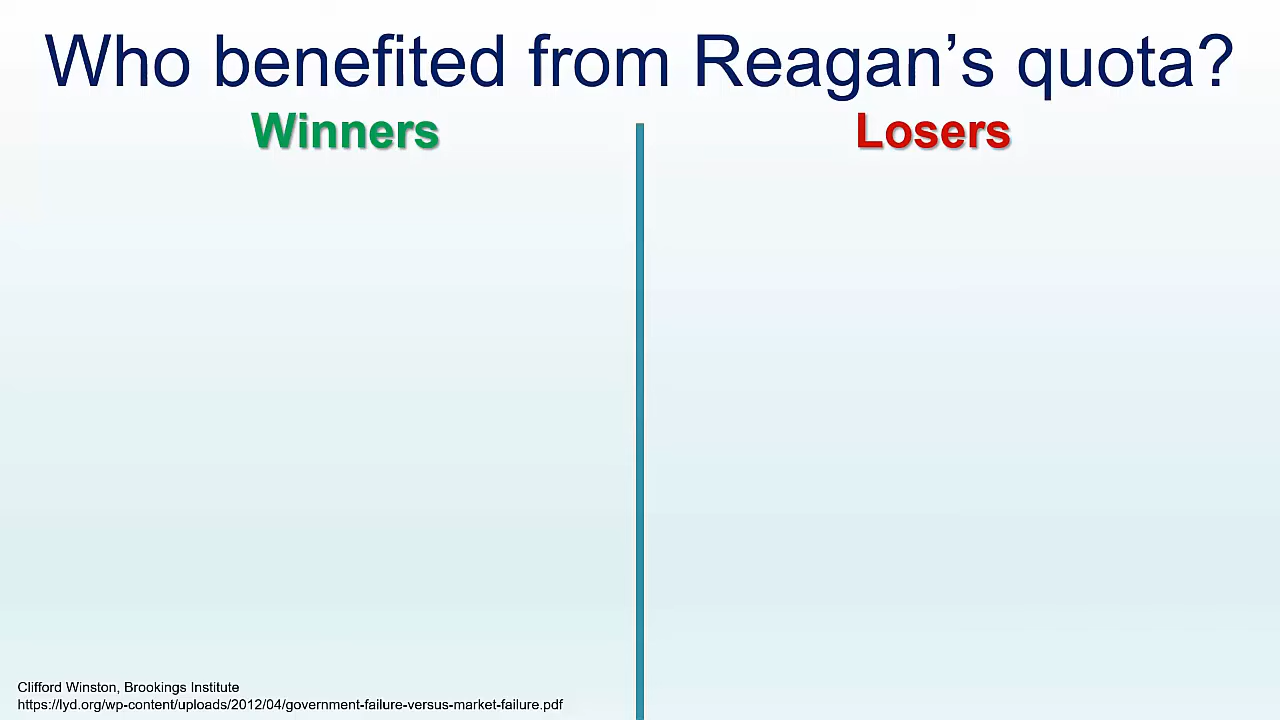 Who benefited from Reagan’s quota?
Winners
Losers
Clifford Winston, Brookings Institute
https://lyd.org/wp-content/uploads/2012/04/government-failure-versus-market-failure.pdf